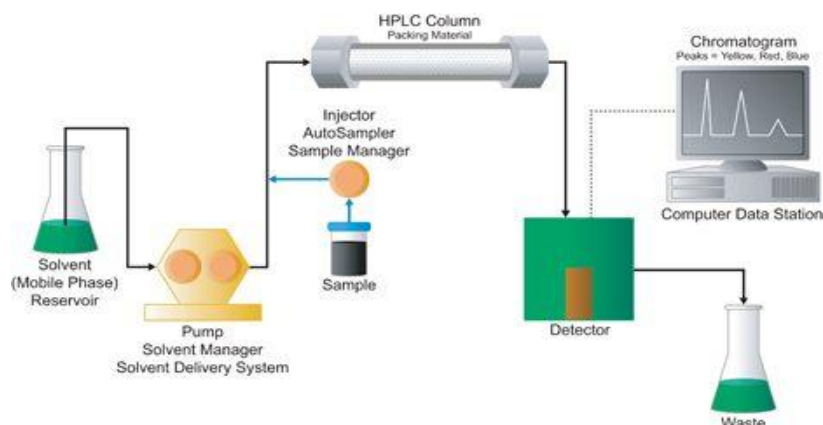 HPLC Column
Packing Material
Chromatogram
Peaks = Yellow, Red, Blue
Injector
AutoSampler
Sample Manager
Computer Data Station
Solvent
(Mobile Phase)
Reservoir
Sample
Detector
Pump
Solvent Manager
Solvent Delivery System
Waste